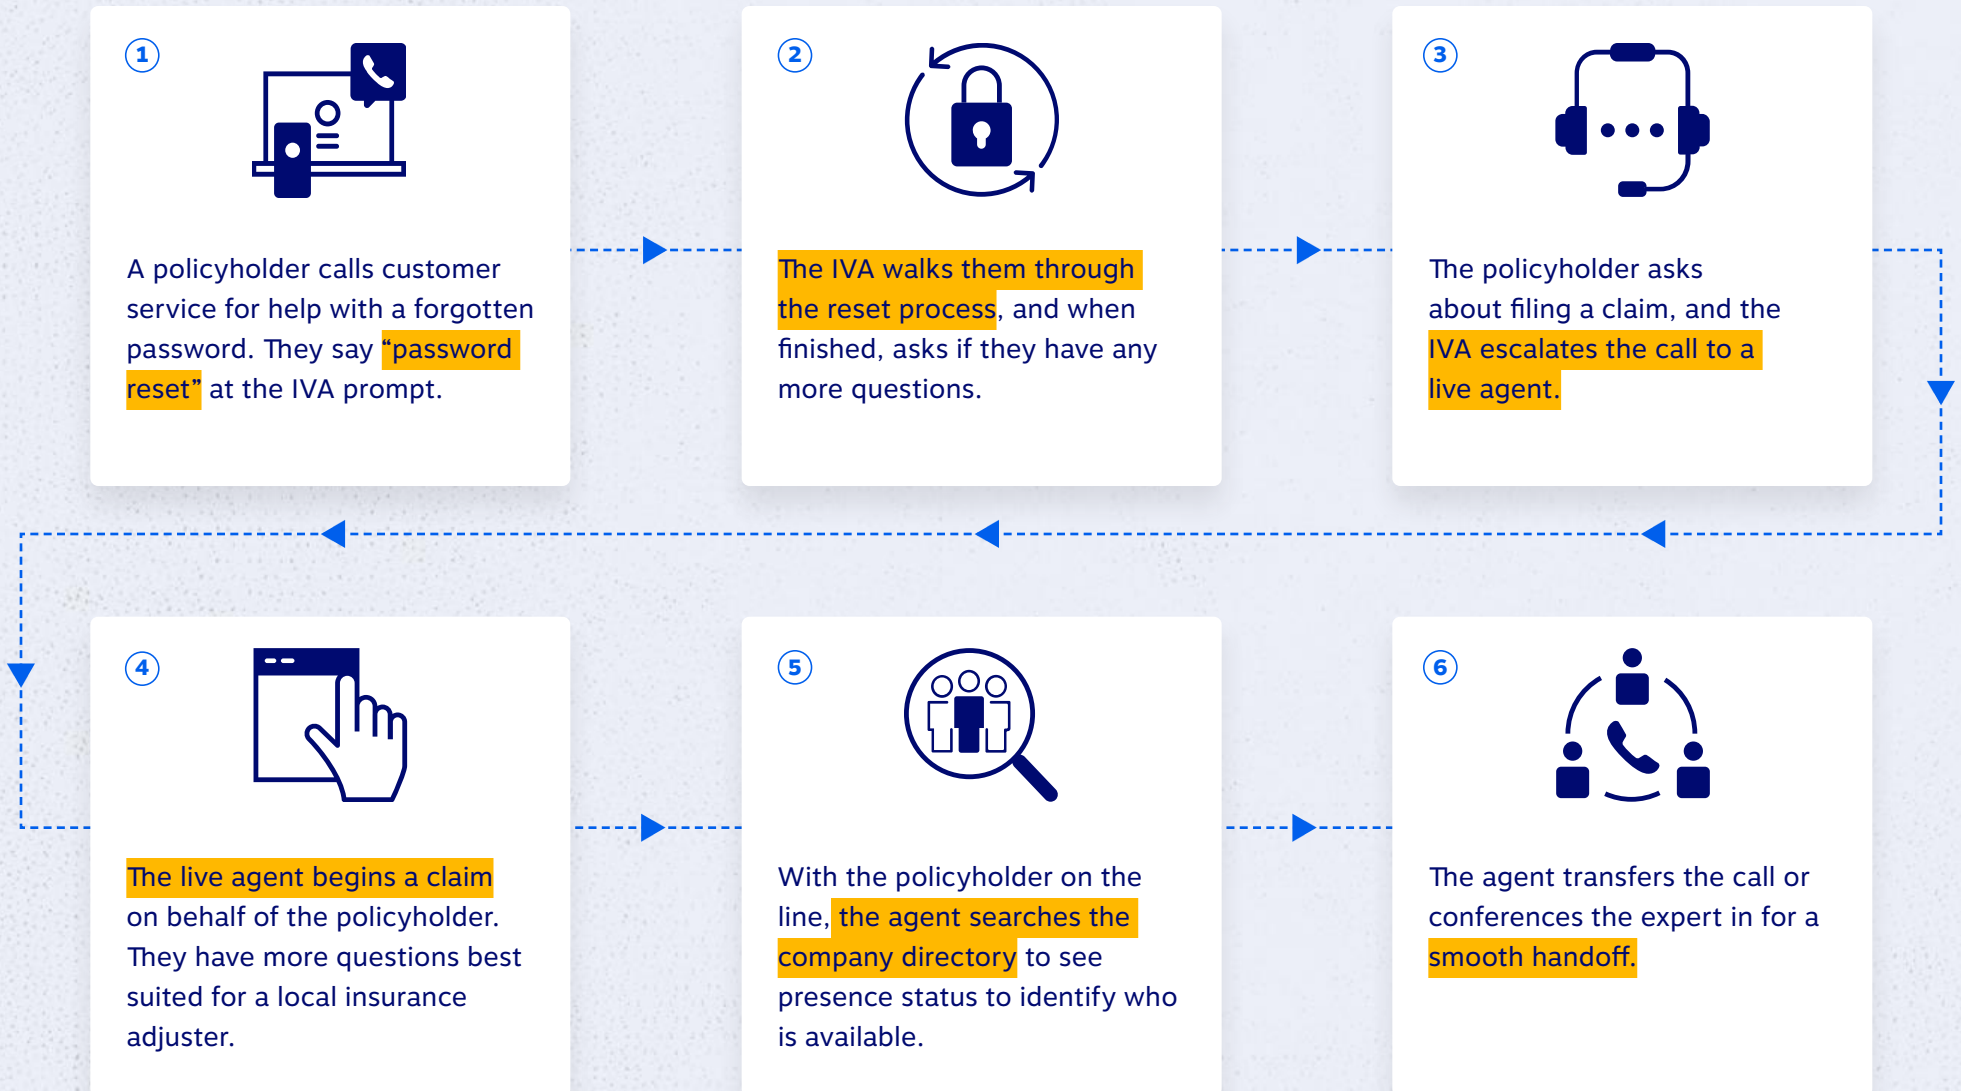 1
A policyholder calls customer
service for help with a forgotten
password. They say “password
reset” at the IVA prompt.
2
The IVA walks them through
the reset process, and when
finished, asks if they have any
more questions.
3
The policyholder asks
about filing a claim, and the
IVA escalates the call to a
live agent.
4
The live agent begins a claim
on behalf of the policyholder.
They have more questions best
suited for a local insurance
adjuster.
5
With the policyholder on the
line, the agent searches the
company directory to see
presence status to identify who
is available.
6
The agent transfers the call or
conferences the expert in for a
smooth handoff.